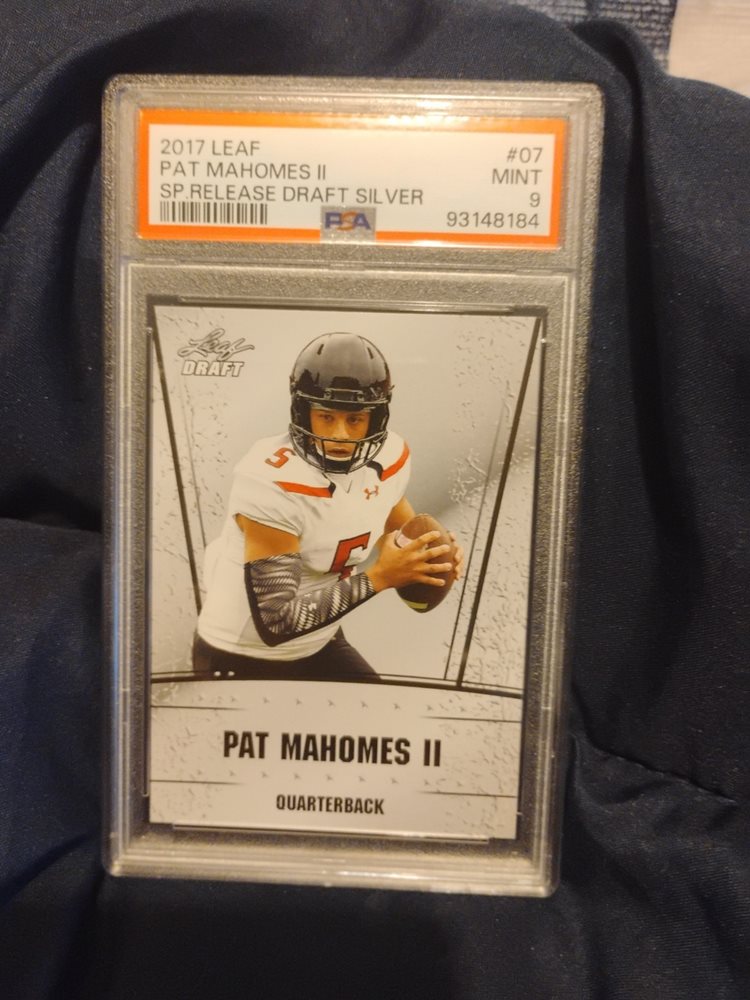 2017 LEAF #07
PAT MAHOMES II MINT
SP.RELEASE DRAFT SILVER 9
PSA 93148184
Leaf
DRAFT
5
5
PAT MAHOMES II
QUARTERBACK